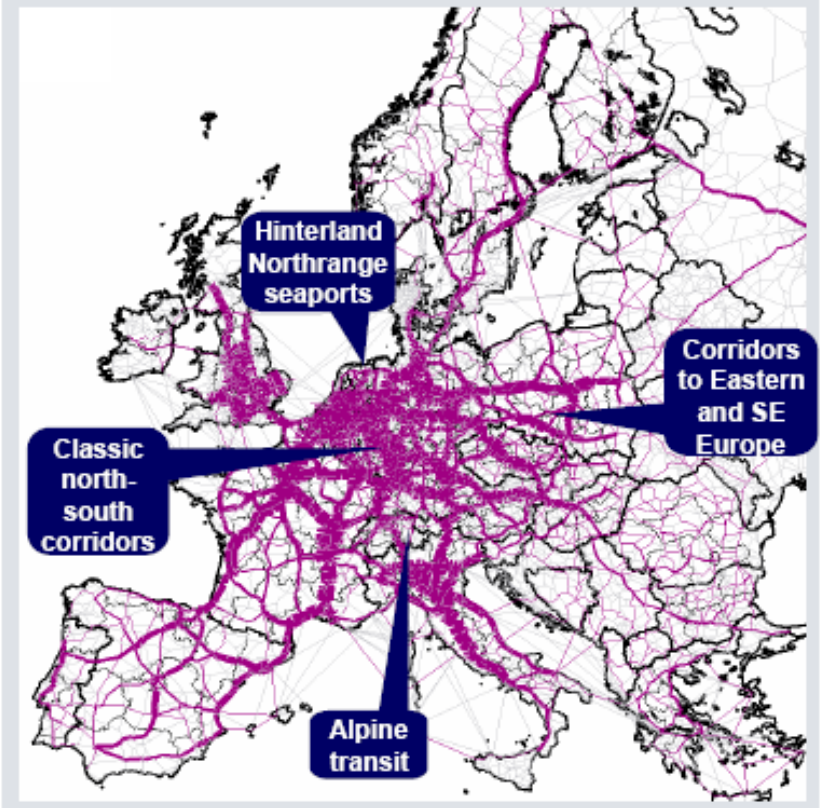 Hinterland
Northrange
seaports
Corridors
to Eastern
and SE
Europe
Classic
north-
south
corridors
Alpine
transit